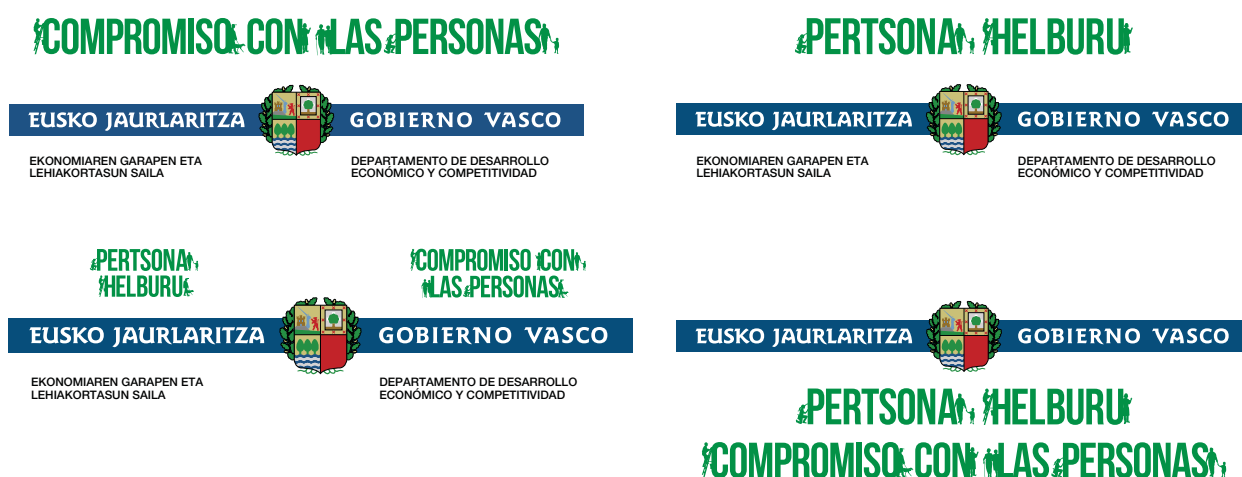 COMPROMISO CON LAS PERSONAS
EUSKO JAURLARITZA GOBIERNO VASCO
EKONOMIAREN GARAPEN ETA
LEHIAKORTASUN SAILA
DEPARTAMENTO DE DESARROLLO
ECONÓMICO Y COMPETITIVIDAD
PERTSONA HELBURU
EUSKO JAURLARITZA GOBIERNO VASCO
EKONOMIAREN GARAPEN ETA
LEHIAKORTASUN SAILA
DEPARTAMENTO DE DESARROLLO
ECONÓMICO Y COMPETITIVIDAD
PERTSONA
HELBURU
COMPROMISO CON
LAS PERSONAS
EUSKO JAURLARITZA GOBIERNO VASCO
EKONOMIAREN GARAPEN ETA
LEHIAKORTASUN SAILA
DEPARTAMENTO DE DESARROLLO
ECONÓMICO Y COMPETITIVIDAD
EUSKO JAURLARITZA GOBIERNO VASCO
PERTSONA HELBURU
COMPROMISO CON LAS PERSONAS